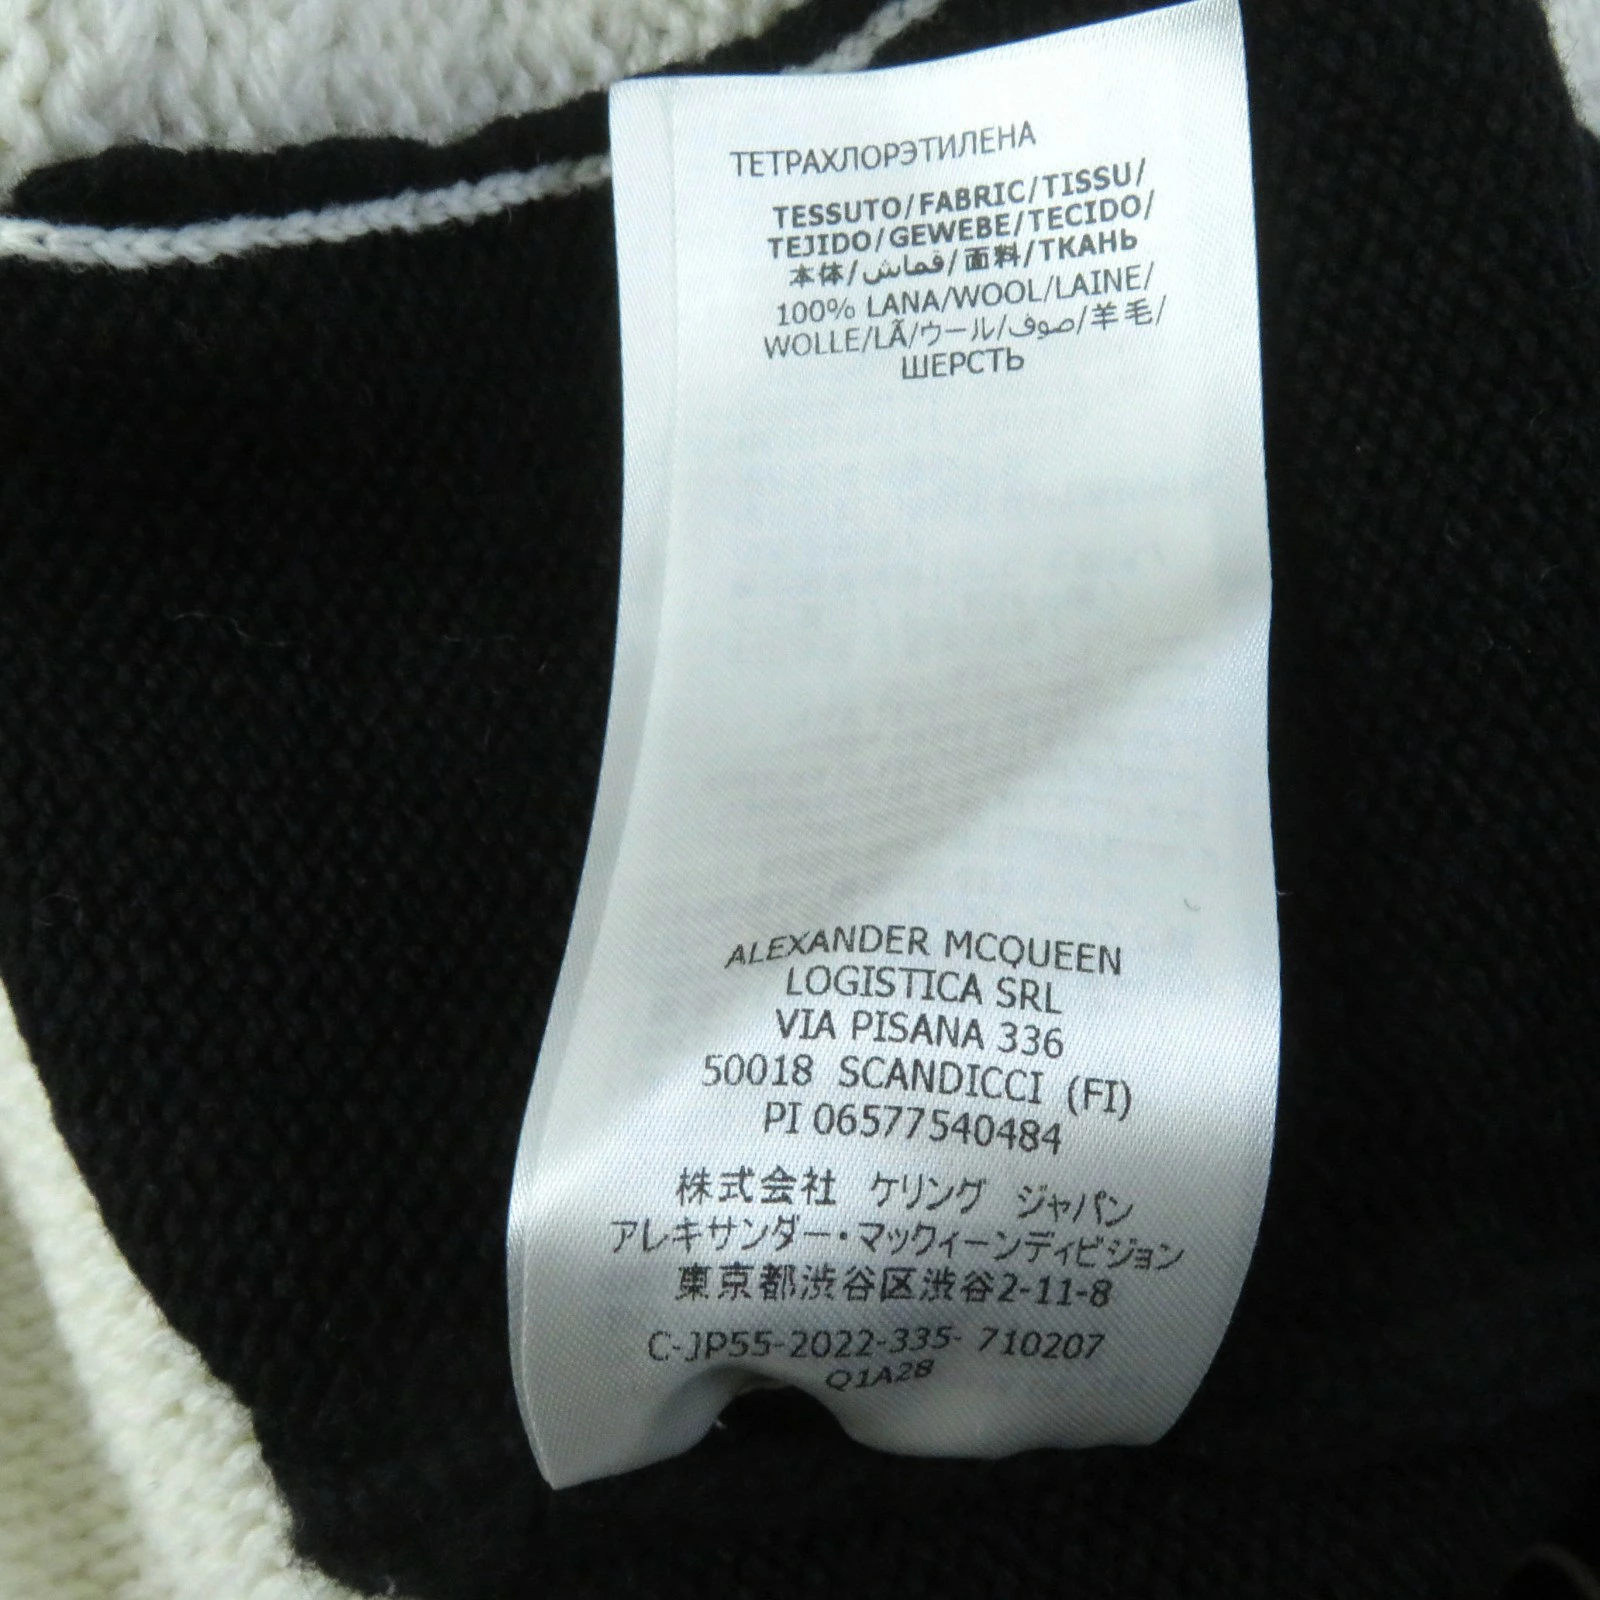 ТЕТРАХЛОРЭТИЛЕНА
TESSUTO/FABRIC/TISSU/
TEJIDO/GEWEBE/TECIDO/
本体/قماش/面料/ТКАНЬ
100% LANA/WOOL/LAINE/
WOLLE/LÃ/ウール/صوف/羊毛/
ШЕРСТЬ
ALEXANDER MCQUEEN
LOGISTICA SRL
VIA PISANA 336
50018 SCANDICCI (FI)
PI 06577540484
株式会社 ケリング ジャパン
アレキサンダー・マックィーンディビジョン
東京都渋谷区渋谷2-11-8
C-JP55-2022-335- 710207
Q1A28